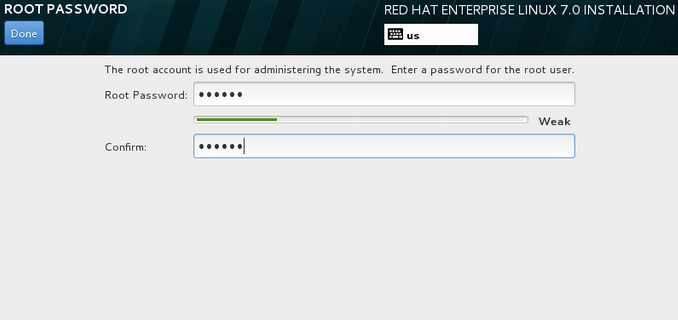 ROOT PASSWORD
RED HAT ENTERPRISE LINUX 7.0 INSTALLATION
Done
us
The root account is used for administering the system. Enter a password for the root user.
Root Password: ••••••
Weak
Confirm: ••••••